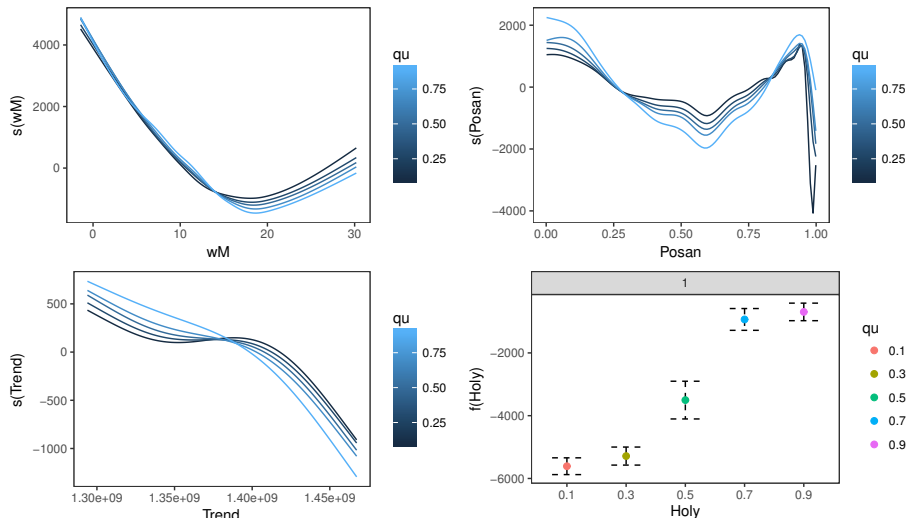 s(wM)
4000
2000
0
0
10
20
30
wM
qu
0.75
0.50
0.25
s(Posan)
2000
0
−2000
−4000
0.00
0.25
0.50
0.75
1.00
Posan
qu
0.75
0.50
0.25
s(Trend)
500
0
−500
−1000
1.30e+09
1.35e+09
1.40e+09
1.45e+09
Trend
qu
0.75
0.50
0.25
1
f(Holy)
−2000
−4000
−6000
0.1
0.3
0.5
0.7
0.9
Holy
qu
0.1
0.3
0.5
0.7
0.9